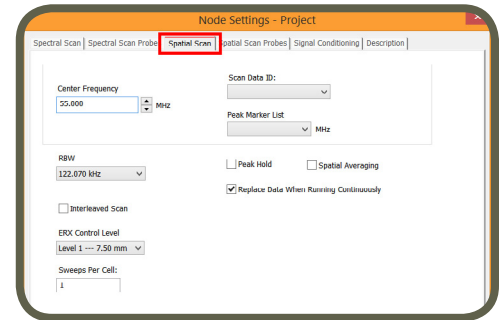 Node Settings - Project
Spectral Scan Spectral Scan Probe Spatial Scan Spatial Scan Probes Signal Conditioning Description
Scan Data ID:
Center Frequency
55.000 MHz
Peak Marker List
MHz
RBW
122.070 kHz
Peak Hold Spatial Averaging
Replace Data When Running Continuously
Interleaved Scan
ERX Control Level
Level 1 --- 7.50 mm
Sweeps Per Cell:
1